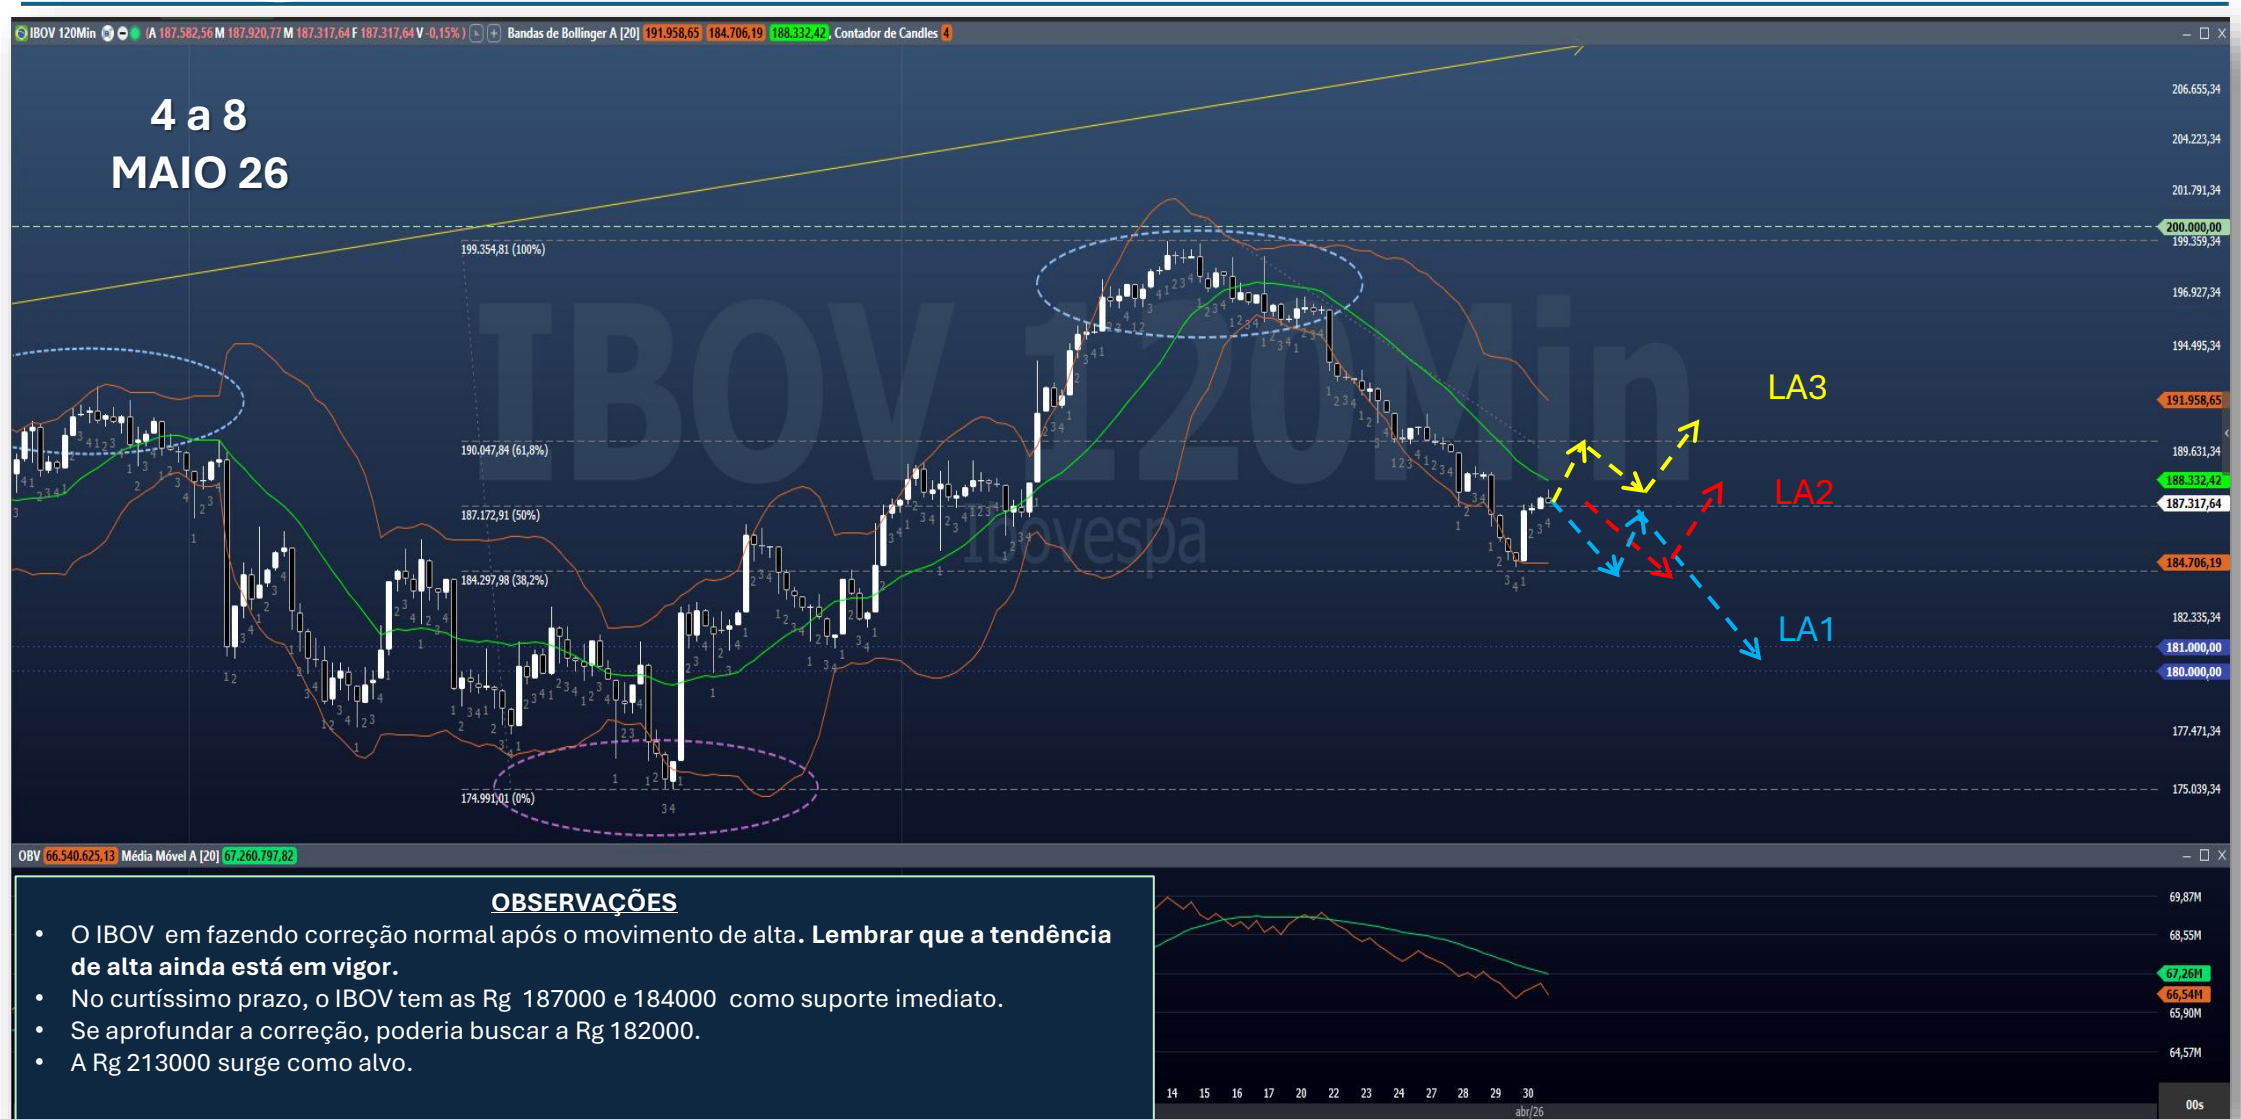 IBOV 120Min (A 187.582,56 M 187.920,77 M 187.317,64 F 187.317,64 V -0,15% ) Bandas de Bollinger A [20] 191.958,65 184.706,19 188.332,42, Contador de Candles 4
4 a 8
MAIO 26
206.655,34
204.223,34
201.791,34
200.000,00
199.359,34
199.354,81 (100%)
196.927,34
194.495,34
IBOV 120Min
Ibovespa
LA3
191.958,65
190.047,84 (61,8%)
189.631,34
188.332,42
LA2
187.317,64
187.172,91 (50%)
184.706,19
184.297,98 (38,2%)
182.335,34
LA1
181.000,00
180.000,00
177.471,34
174.991,01 (0%)
175.039,34
OBV 66.540.625,13 Média Móvel A [20] 67.260.797,82
OBSERVAÇÕES
• O IBOV em fazendo correção normal após o movimento de alta. Lembrar que a tendência
de alta ainda está em vigor.
• No curtíssimo prazo, o IBOV tem as Rg 187000 e 184000 como suporte imediato.
• Se aprofundar a correção, poderia buscar a Rg 182000.
• A Rg 213000 surge como alvo.
69,87M
68,55M
67,26M
66,54M
65,90M
64,57M
14 15 16 17 20 22 23 24 27 28 29 30
abr/26
00s